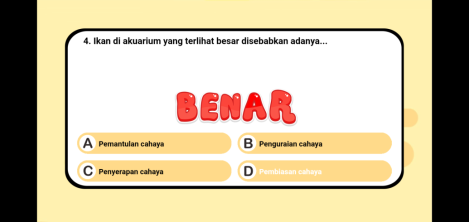 4. Ikan di akuarium yang terlihat besar disebabkan adanya...
BENAR
A Pemantulan cahaya
B Penguraian cahaya
C Penyerapan cahaya
D Pembiasan cahaya